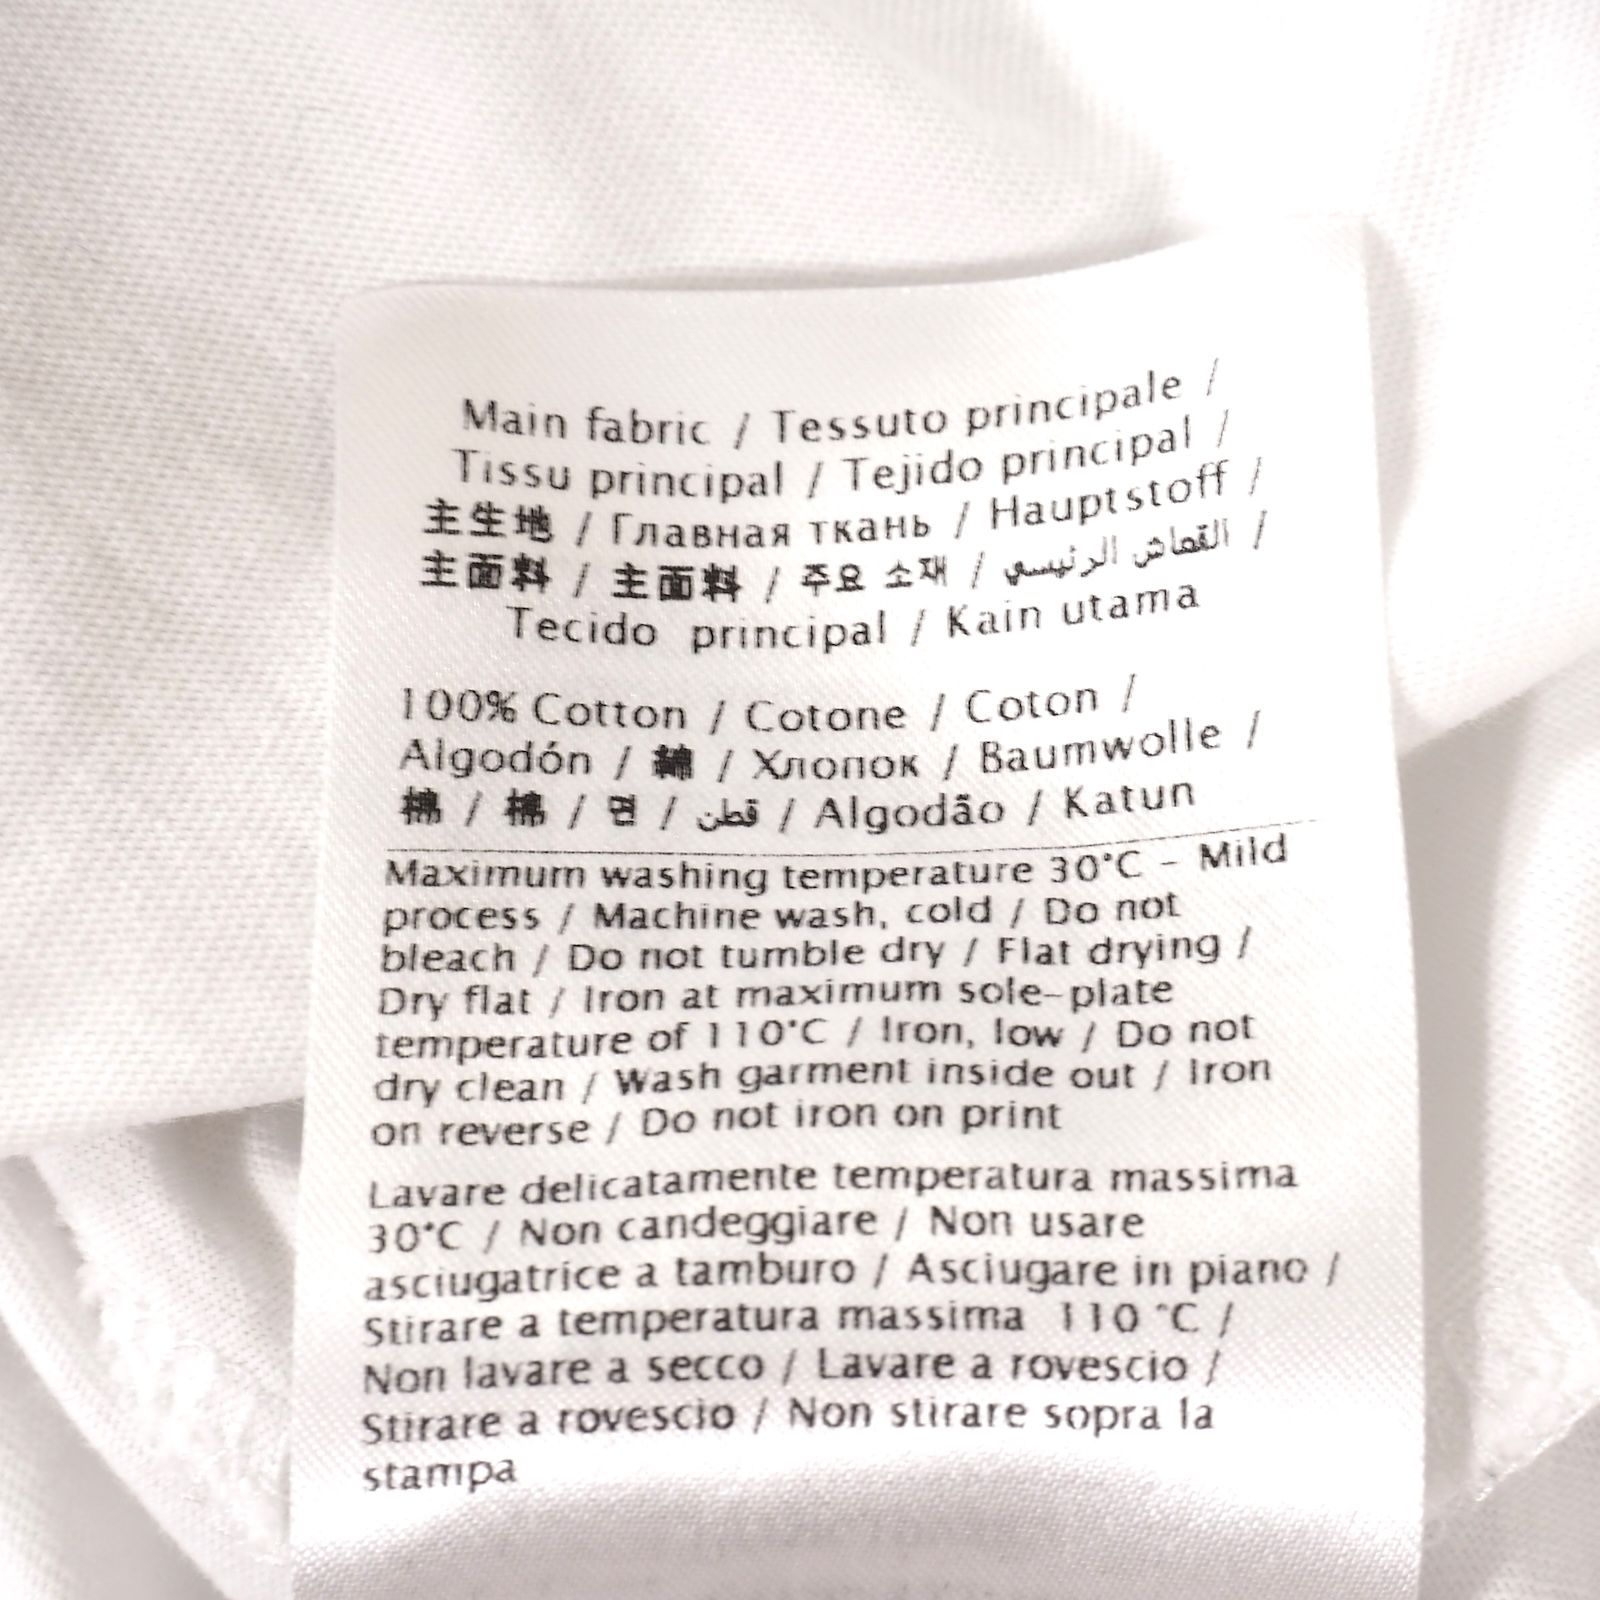 Main fabric / Tessuto principale /
Tissu principal / Tejido principal /
主生地 / Главная ткань / Hauptstoff /
主面料 / 主面料 / 주요 소재 / القماش الرئيسي /
Tecido principal / Kain utama
100% Cotton / Cotone / Coton /
Algodón / 綿 / Хлопок / Baumwolle /
棉 / 棉 / 면 / قطن / Algodão / Katun
Maximum washing temperature 30°C - Mild
process / Machine wash, cold / Do not
bleach / Do not tumble dry / Flat drying /
Dry flat / Iron at maximum sole-plate
temperature of 110°C / Iron, low / Do not
dry clean / Wash garment inside out / Iron
on reverse / Do not iron on print
Lavare delicatamente temperatura massima
30°C / Non candeggiare / Non usare
asciugatrice a tamburo / Asciugare in piano /
Stirare a temperatura massima 110 °C /
Non lavare a secco / Lavare a rovescio /
Stirare a rovescio / Non stirare sopra la
stampa